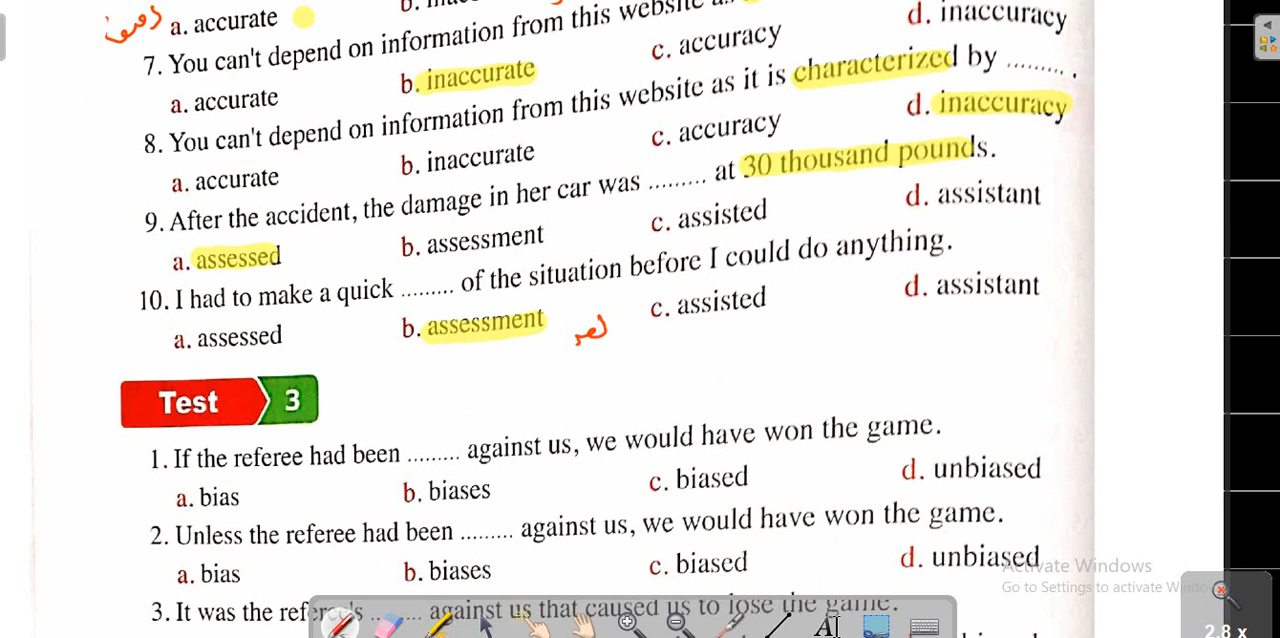 a. accurate
7. You can't depend on information from this website
d. inaccuracy
a. accurate b. inaccurate c. accuracy
8. You can't depend on information from this website as it is characterized by ......... .
a. accurate b. inaccurate c. accuracy d. inaccuracy
9. After the accident, the damage in her car was ......... at 30 thousand pounds.
a. assessed b. assessment c. assisted d. assistant
10. I had to make a quick ......... of the situation before I could do anything.
a. assessed b. assessment c. assisted d. assistant
Test 3
1. If the referee had been ......... against us, we would have won the game.
a. bias b. biases c. biased d. unbiased
2. Unless the referee had been ......... against us, we would have won the game.
a. bias b. biases c. biased d. unbiased
Activate Windows
Go to Settings to activate
3. It was the referee's ......... against us that caused us to lose the game.
2.8 x